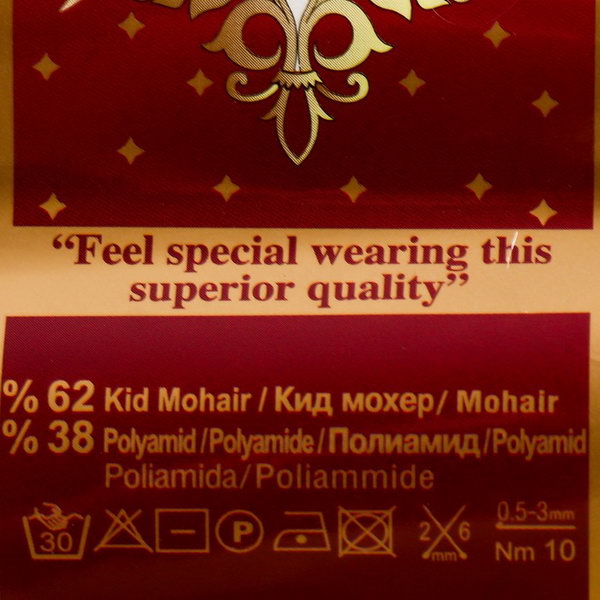 “Feel special wearing this
superior quality”
% 62 Kid Mohair / Кид мохер / Mohair
% 38 Polyamid / Polyamide / Полиамид / Polyamid
Poliamida / Poliammide
30 P 2 6 mm 0.5-3mm
Nm 10